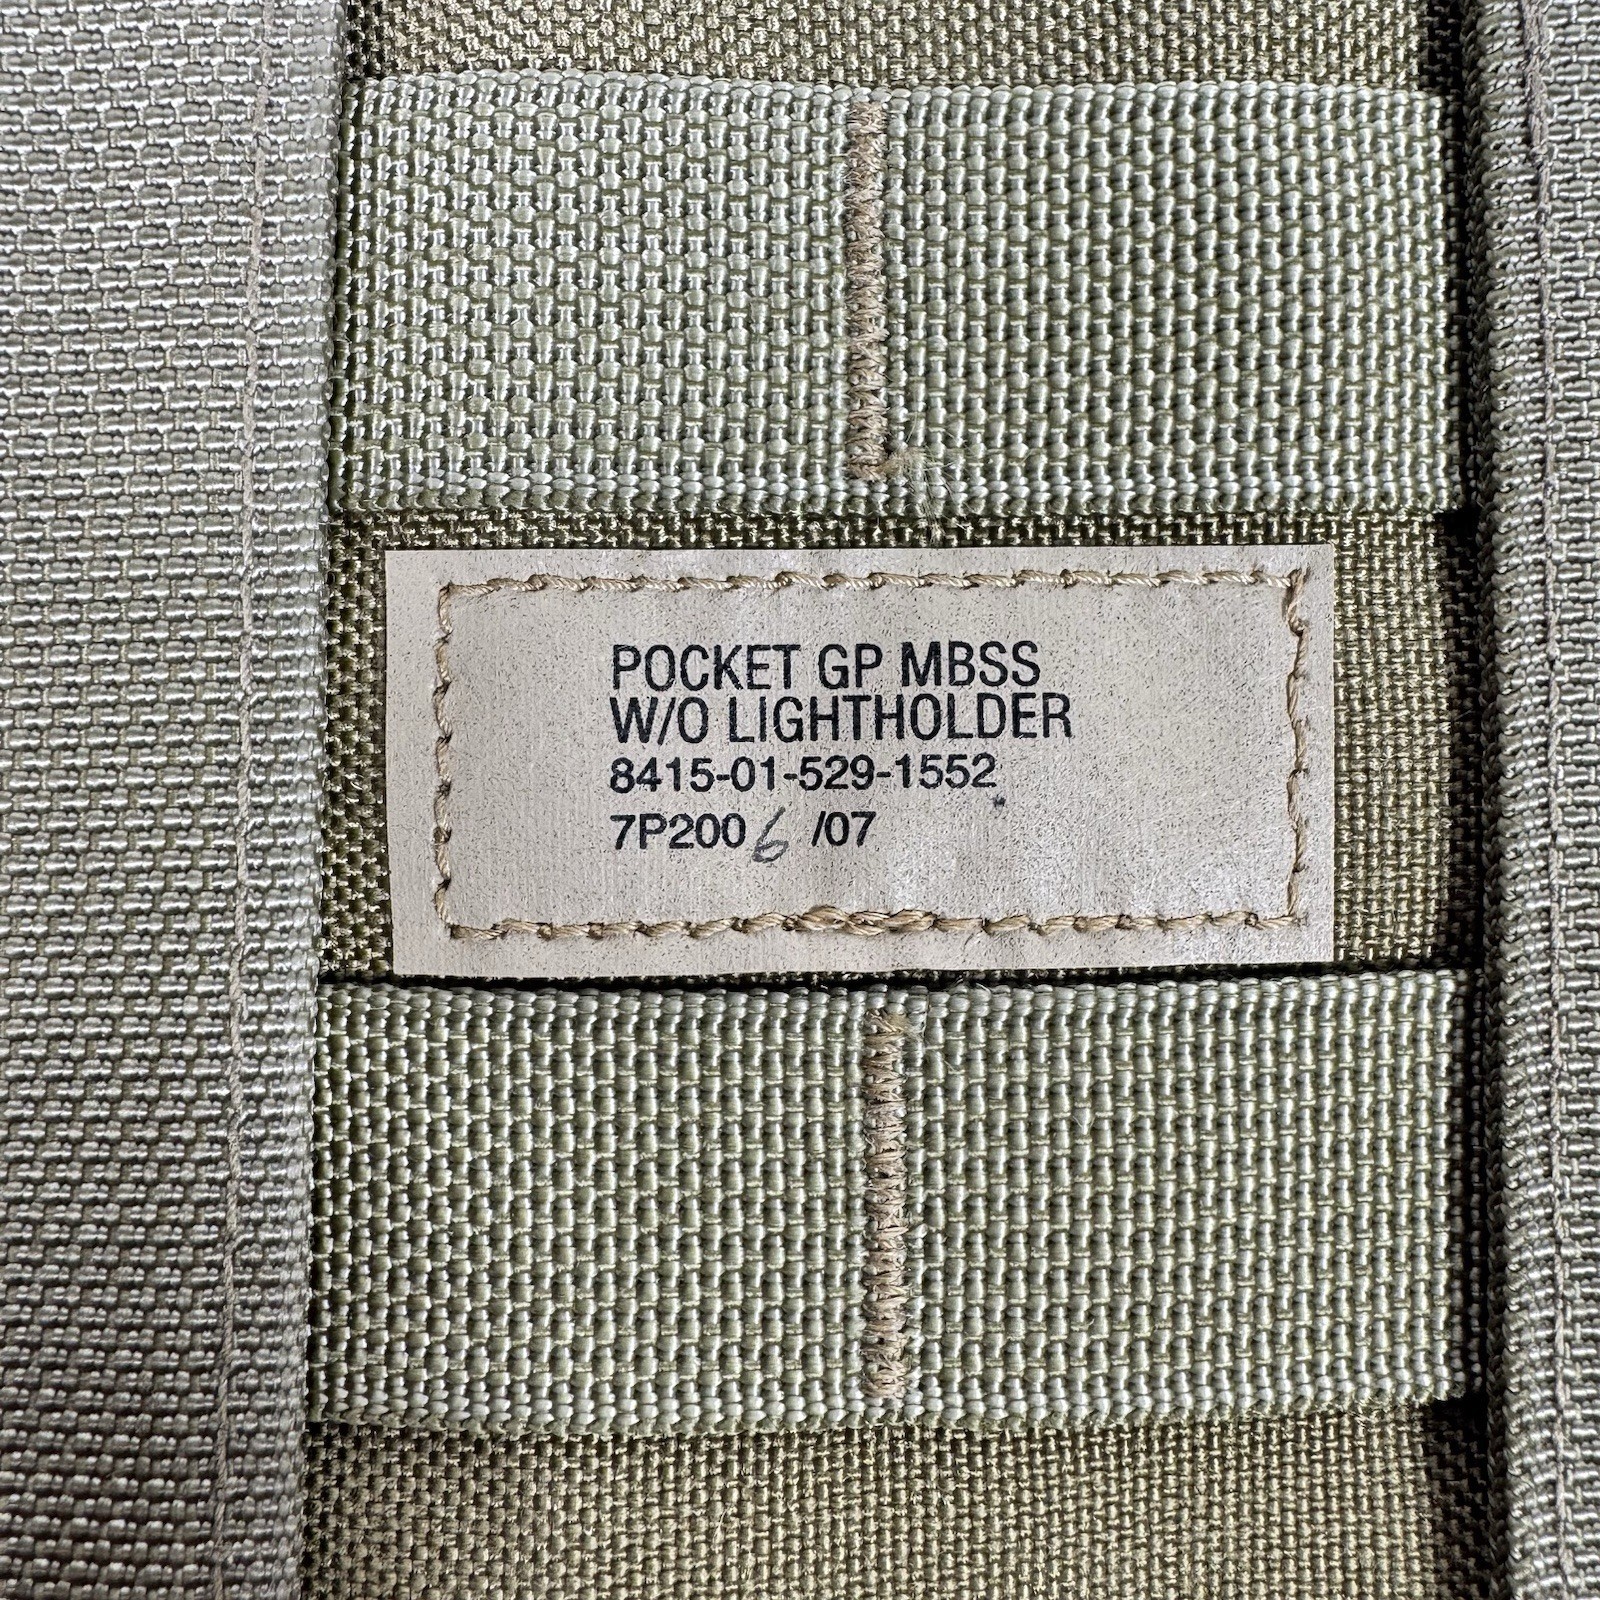 POCKET GP MBSS
W/O LIGHTHOLDER
8415-01-529-1552
7P2006 /07